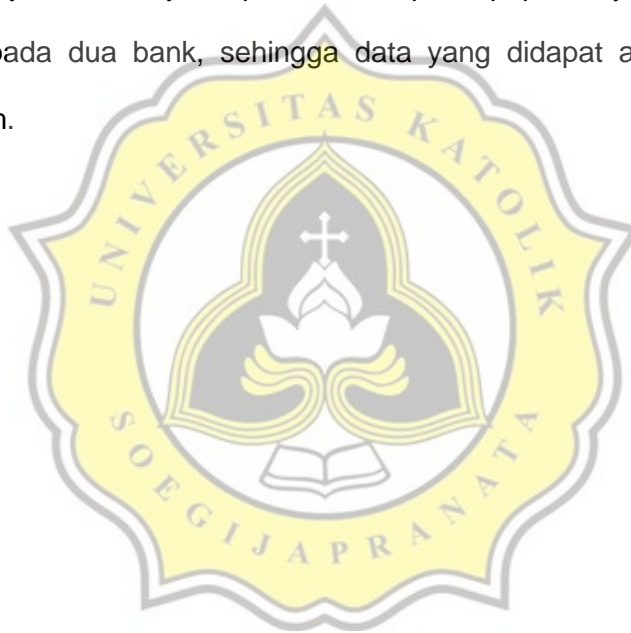 pada dua bank, sehingga data yang didapat a
n.
UNIVERSITAS KATOLIK
SOEGIJAPRANATA